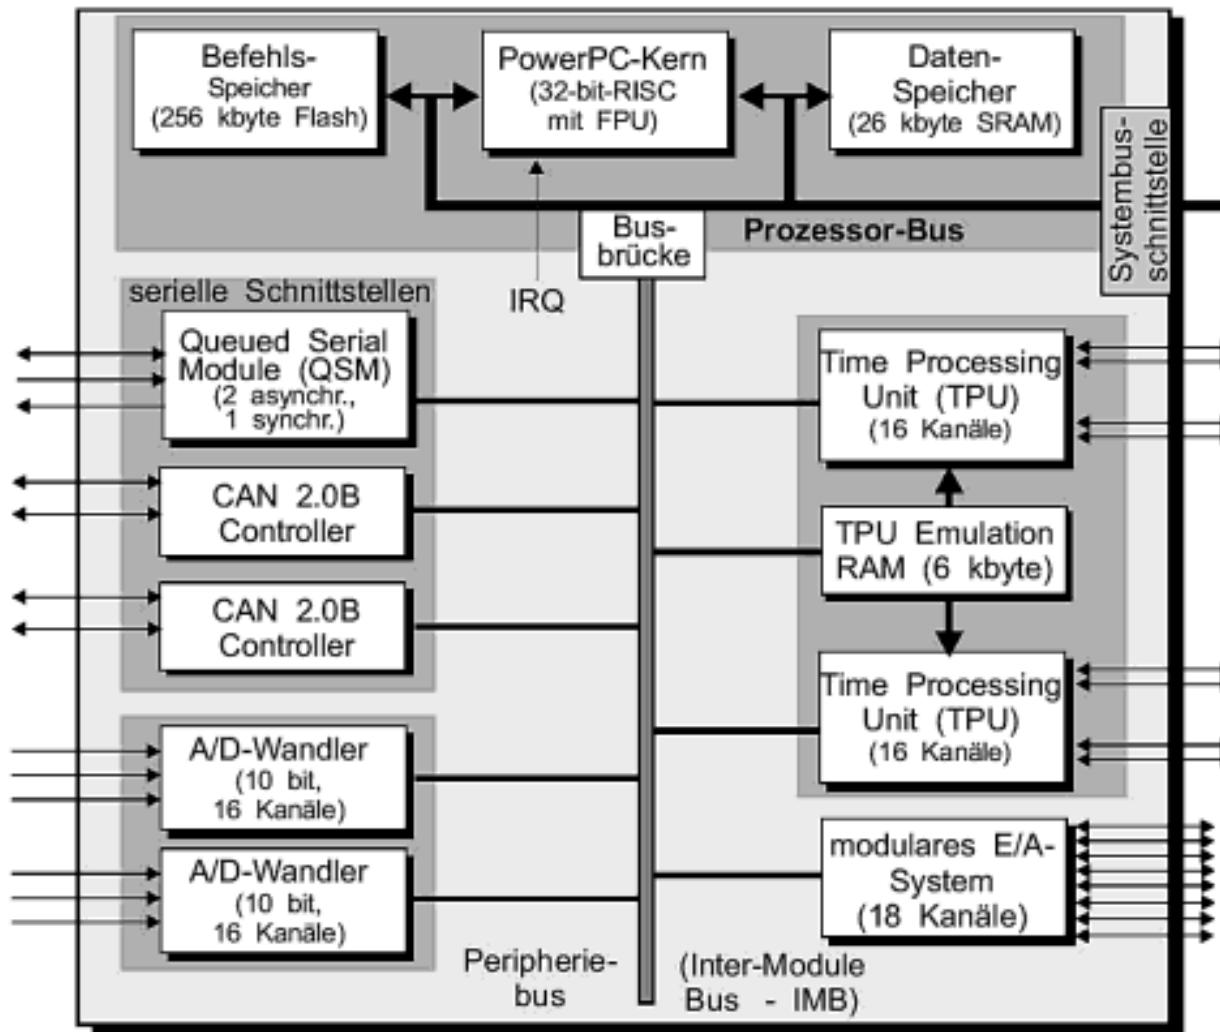 Befehls-
Speicher
(256 kbyte Flash)
PowerPC-Kern
(32-bit-RISC
mit FPU)
Daten-
Speicher
(26 kbyte SRAM)
Systembus-
schnittstelle
Bus-
brücke
Prozessor-Bus
IRQ
serielle Schnittstellen
Queued Serial
Module (QSM)
(2 asynchr.,
1 synchr.)
CAN 2.0B
Controller
CAN 2.0B
Controller
A/D-Wandler
(10 bit,
16 Kanäle)
A/D-Wandler
(10 bit,
16 Kanäle)
Time Processing
Unit (TPU)
(16 Kanäle)
TPU Emulation
RAM (6 kbyte)
Time Processing
Unit (TPU)
(16 Kanäle)
modulares E/A-
System
(18 Kanäle)
Peripherie-
bus
(Inter-Module
Bus - IMB)